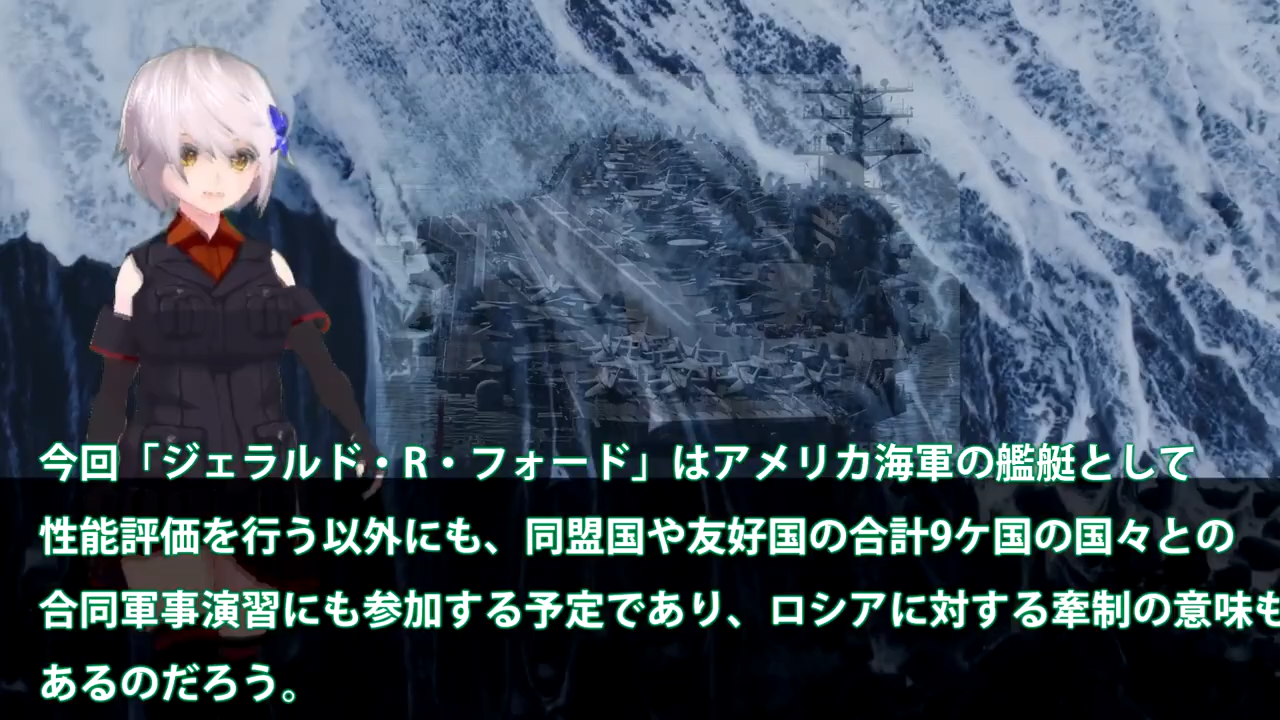 今回「ジェラルド・R・フォード」はアメリカ海軍の艦艇として
性能評価を行う以外にも、同盟国や友好国の合計9ケ国の国々との
合同軍事演習にも参加する予定であり、ロシアに対する牽制の意味も
あるのだろう。